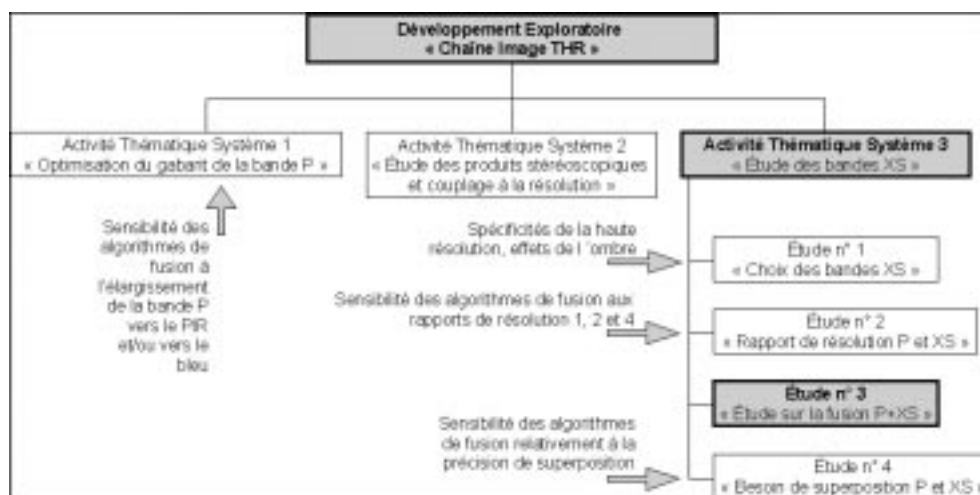 Développement Exploratoire
« Chaîne Image THR »
Activité Thématique Système 1
« Optimisation du gabarit de la bande P »
Activité Thématique Système 2
« Étude des produits stéréoscopiques
et couplage à la résolution »
Activité Thématique Système 3
« Étude des bandes XS »
Sensibilité des
algorithmes de
fusion à
l'élargissement
de la bande P
vers le PIR
et/ou vers le
bleu
Spécificités de la haute
résolution, effets de l 'ombre
Étude n° 1
« Choix des bandes XS »
Sensibilité des algorithmes de fusion aux
rapports de résolution 1, 2 et 4
Étude n° 2
« Rapport de résolution P et XS »
Étude n° 3
« Étude sur la fusion P+XS »
Sensibilité des algorithmes
de fusion relativement à la
précision de superposition
Étude n° 4
« Besoin de superposition P et XS »